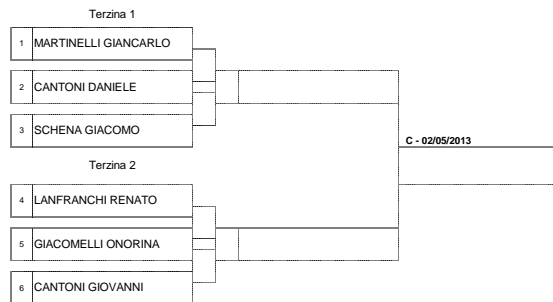 Terzina 1
1 MARTINELLI GIANCARLO
2 CANTONI DANIELE
3 SCHENA GIACOMO
C - 02/05/2013
Terzina 2
4 LANFRANCHI RENATO
5 GIACOMELLI ONORINA
6 CANTONI GIOVANNI